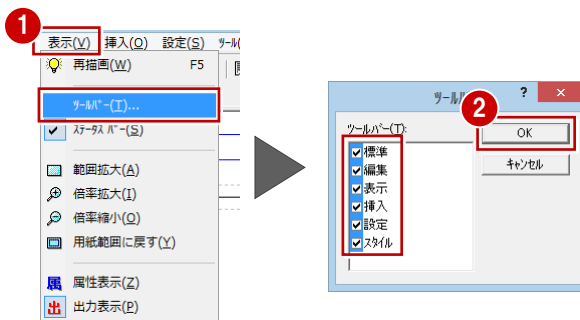 1
表示(V) 挿入(O) 設定(S) ﾂｰﾙ(
再描画(W) F5
ﾂｰﾙﾊﾞｰ(T)...
ｽﾃｰﾀｽ ﾊﾞｰ(S)
範囲拡大(A)
倍率拡大(I)
倍率縮小(O)
用紙範囲に戻す(Y)
属 属性表示(Z)
出 出力表示(P)
2
ﾂｰﾙﾊﾞ ? ×
ﾂｰﾙﾊﾞｰ(T):
標準
編集
表示
挿入
設定
ｽﾀｲﾙ
OK
ｷｬﾝｾﾙ